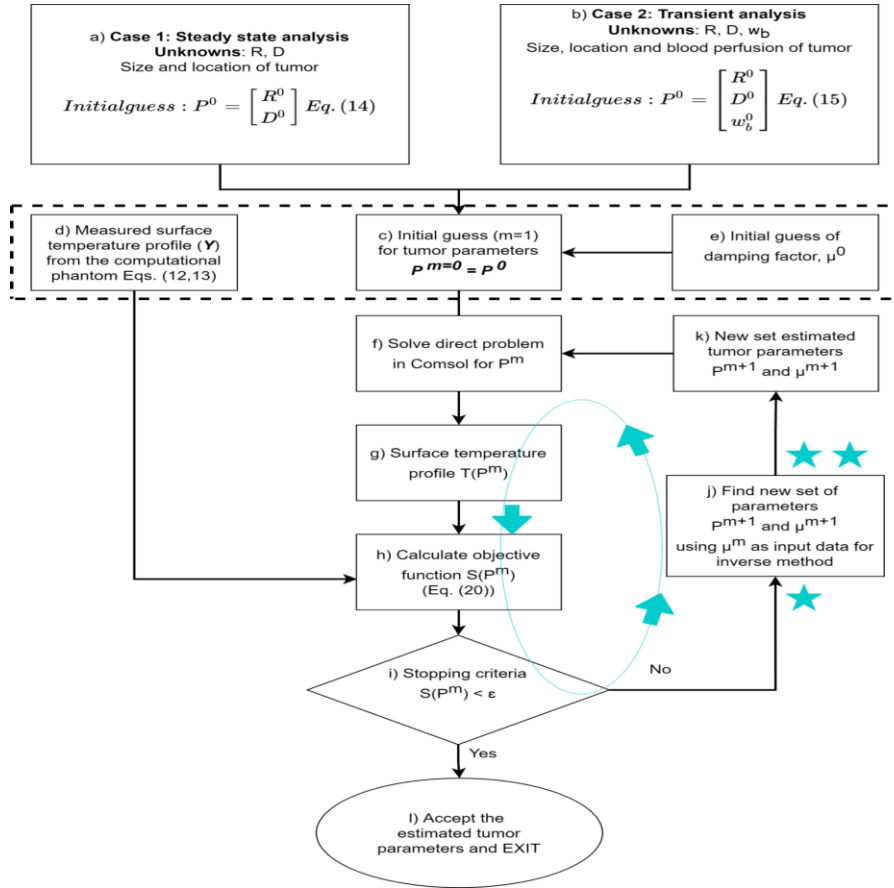 a) Case 1: Steady state analysis
Unknowns: R, D
Size and location of tumor
Initialguess : P⁰ = [R⁰ D⁰] Eq. (14)
b) Case 2: Transient analysis
Unknowns: R, D, w_b
Size, location and blood perfusion of tumor
Initialguess : P⁰ = [R⁰ D⁰ w_b⁰] Eq. (15)
d) Measured surface
temperature profile (Y)
from the computational
phantom Eqs. (12,13)
c) Initial guess (m=1)
for tumor parameters
P^m=0 = P⁰
e) Initial guess of
damping factor, μ⁰
f) Solve direct problem
in Comsol for P^m
k) New set estimated
tumor parameters
P^m+1 and μ^m+1
g) Surface temperature
profile T(P^m)
j) Find new set of
parameters
P^m+1 and μ^m+1
using μ^m as input data for
inverse method
h) Calculate objective
function S(P^m)
(Eq. (20))
i) Stopping criteria
S(P^m) < ε
No
Yes
l) Accept the
estimated tumor
parameters and EXIT